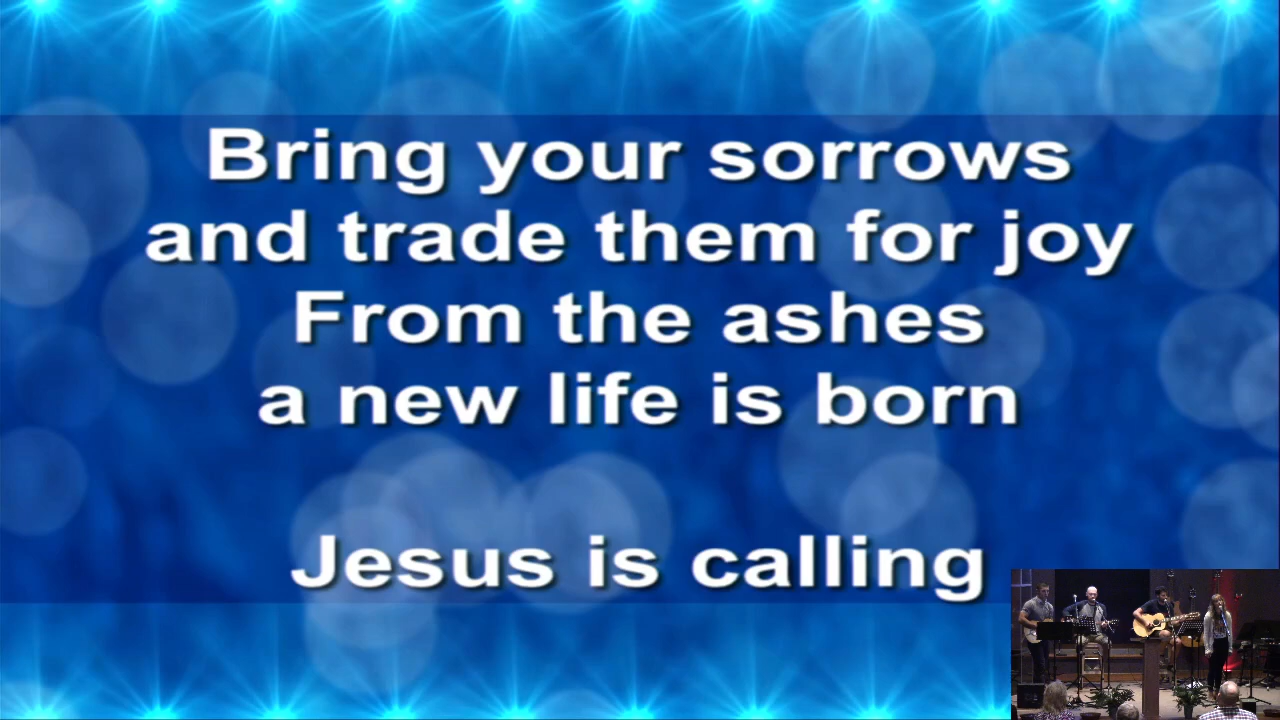 Bring your sorrows
and trade them for joy
From the ashes
a new life is born
Jesus is calling